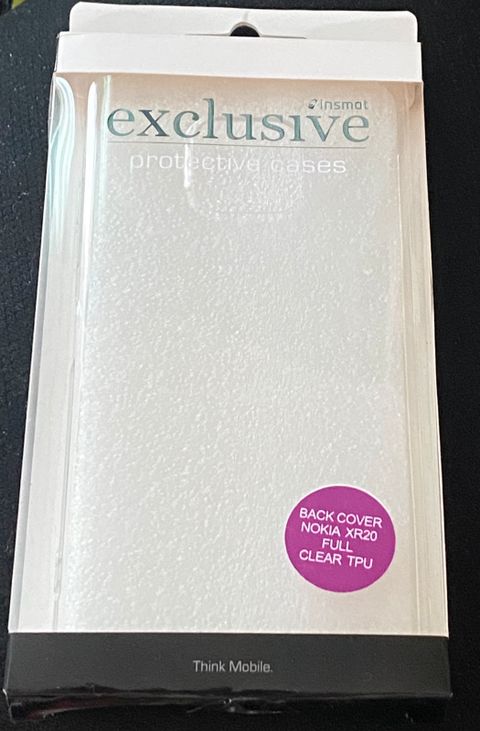 Insmat
exclusive
protective cases
BACK COVER
NOKIA XR20
FULL
CLEAR TPU
Think Mobile.